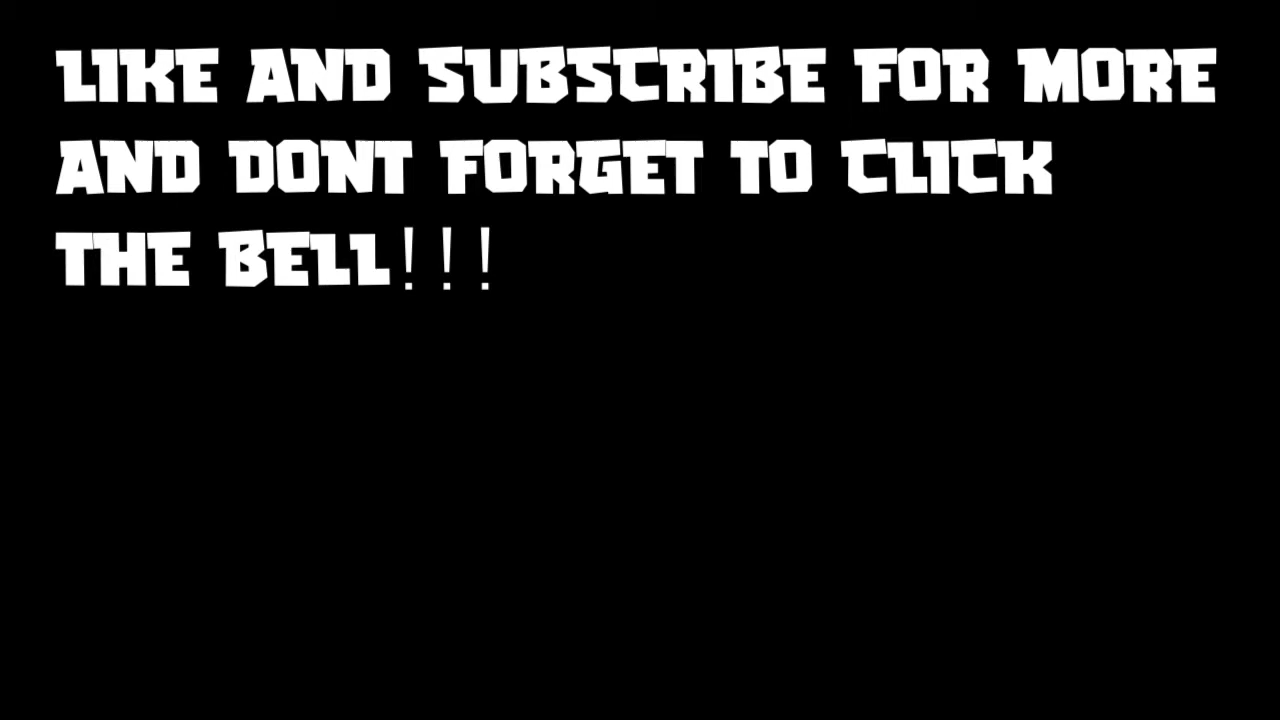 LIKE AND SUBSCRIBE FOR MORE
AND DONT FORGET TO CLICK
THE BELL!!!